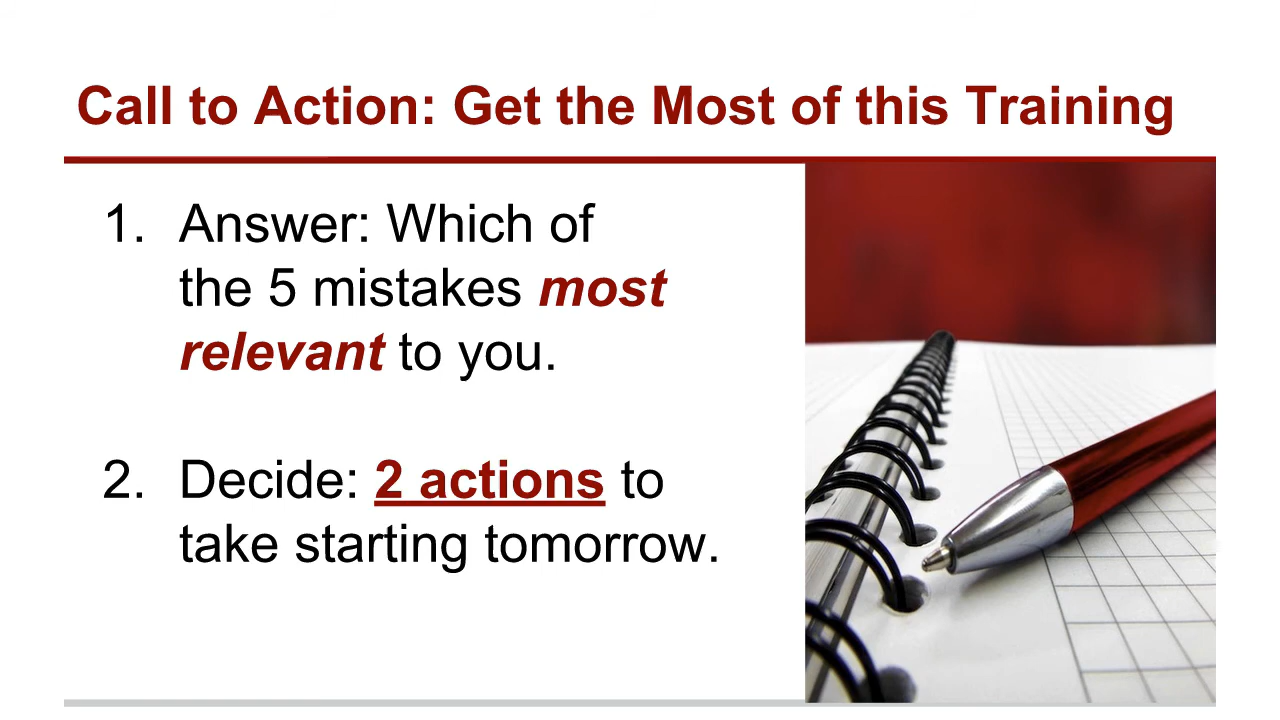 Call to Action: Get the Most of this Training
1. Answer: Which of
the 5 mistakes most
relevant to you.
2. Decide: 2 actions to
take starting tomorrow.